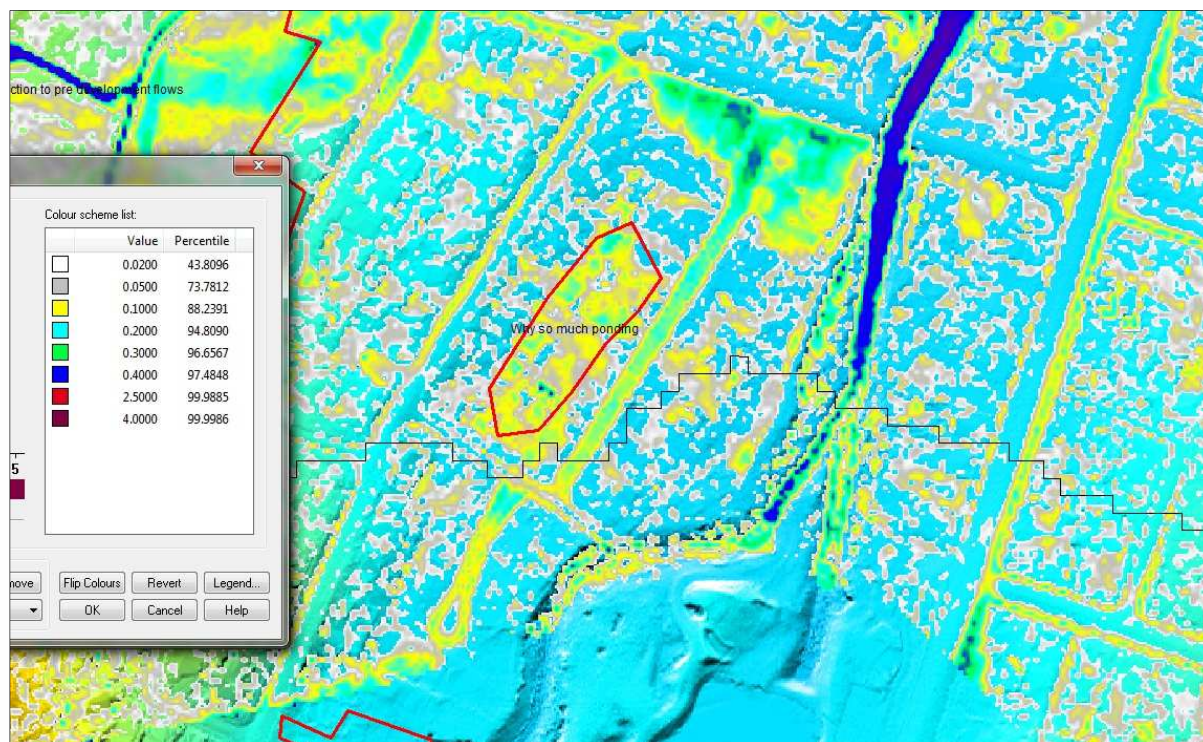 ction to pre development flows
Colour scheme list:
Value Percentile
0.0200 43.8096
0.0500 73.7812
0.1000 88.2391
0.2000 94.8090
0.3000 96.6567
0.4000 97.4848
2.5000 99.9885
4.0000 99.9986
5
move Flip Colours Revert Legend...
OK Cancel Help
Why so much ponding